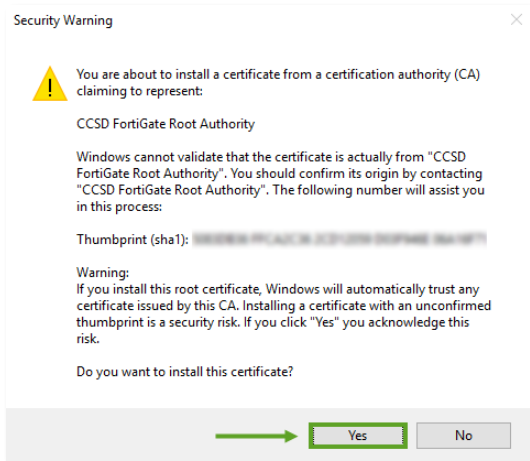 Security Warning
You are about to install a certificate from a certification authority (CA)
claiming to represent:
CCSD FortiGate Root Authority
Windows cannot validate that the certificate is actually from "CCSD
FortiGate Root Authority". You should confirm its origin by contacting
"CCSD FortiGate Root Authority". The following number will assist you
in this process:
Thumbprint (sha1):
Warning:
If you install this root certificate, Windows will automatically trust any
certificate issued by this CA. Installing a certificate with an unconfirmed
thumbprint is a security risk. If you click "Yes" you acknowledge this
risk.
Do you want to install this certificate?
Yes
No